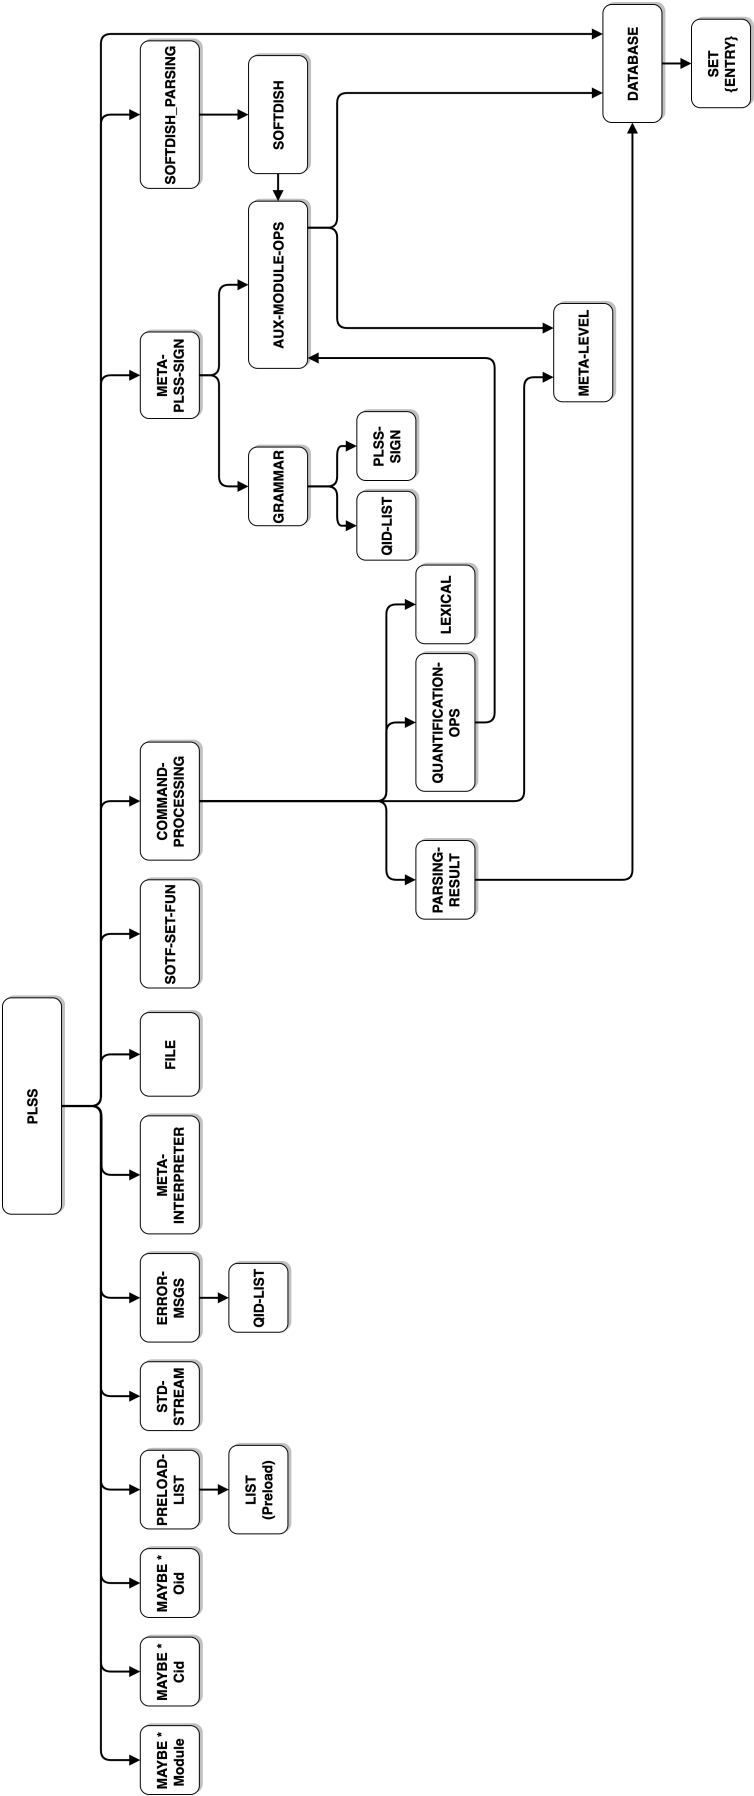 PLSS
MAYBE *
Module
MAYBE *
Cid
MAYBE *
Oid
PRELOAD-
LIST
STD-
STREAM
ERROR-
MSGS
META-
INTERPRETER
FILE
SOTF-SET-FUN
COMMAND-
PROCESSING
META-
PLSS-SIGN
SOFTDISH_PARSING
LIST
(Preload)
QID-LIST
GRAMMAR
AUX-MODULE-OPS
SOFTDISH
QID-LIST
PLSS-
SIGN
PARSING-
RESULT
QUANTIFICATION-
OPS
LEXICAL
META-LEVEL
DATABASE
SET
{ENTRY}